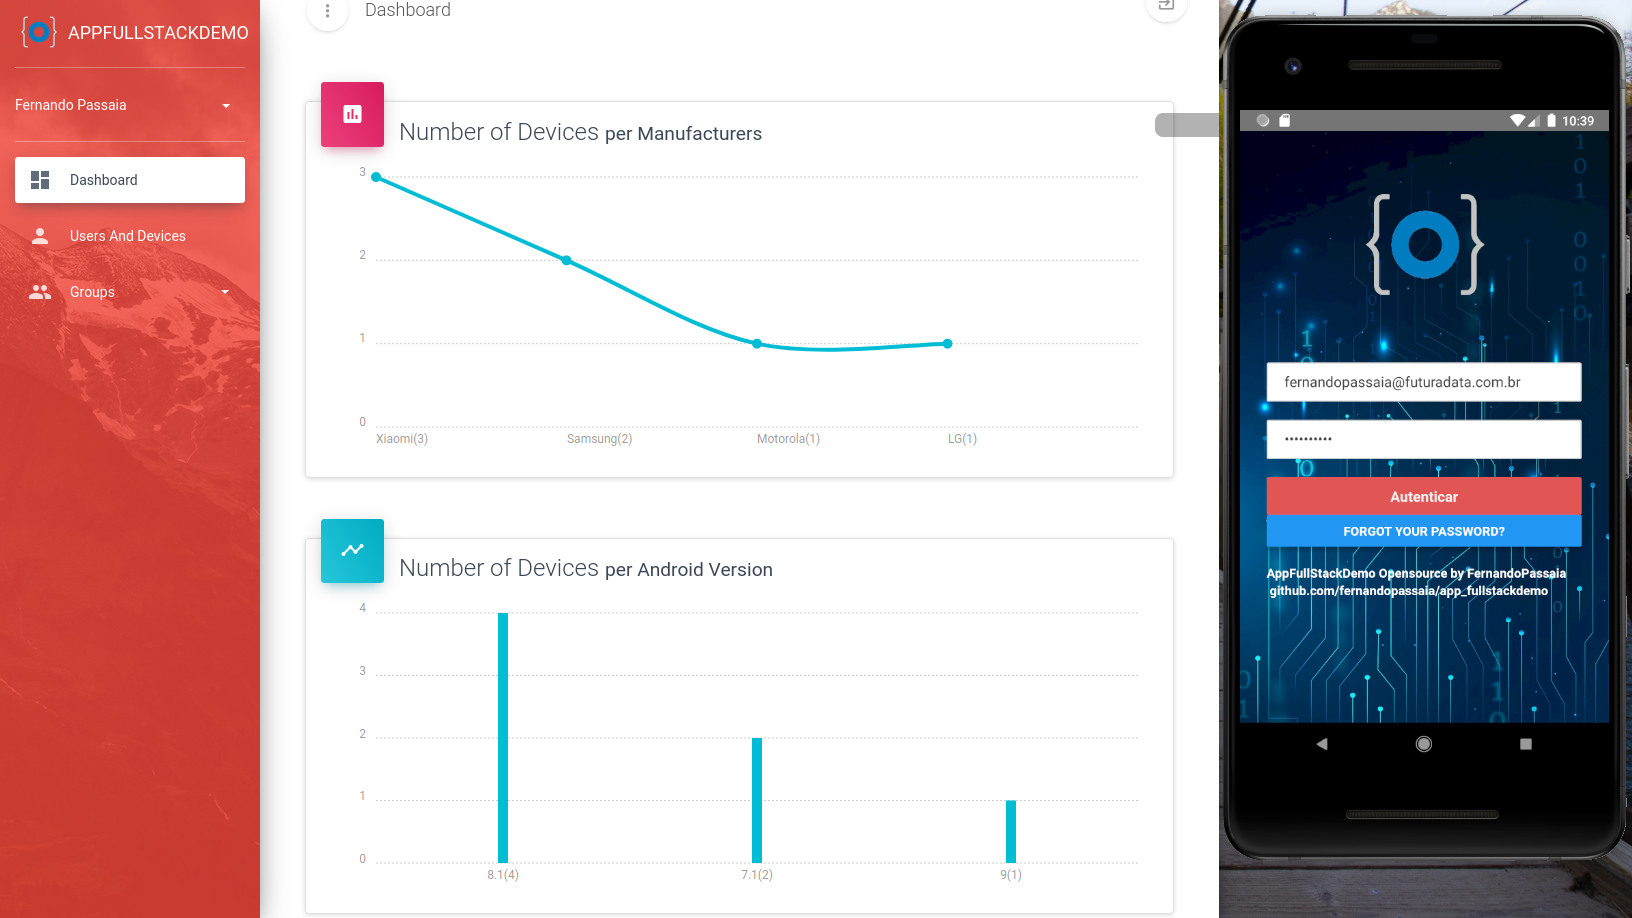 APPFULLSTACKDEMO
Fernando Passaia
Dashboard
Users And Devices
Groups
Dashboard
Number of Devices per Manufacturers
3
2
1
0
Xiaomi(3)
Samsung(2)
Motorola(1)
LG(1)
Number of Devices per Android Version
4
3
2
1
0
8.1(4)
7.1(2)
9(1)
10:39
fernandopassaia@futuradata.com.br
••••••••••
Autenticar
FORGOT YOUR PASSWORD?
AppFullStackDemo Opensource by FernandoPassaia
github.com/fernandopassaia/app_fullstackdemo